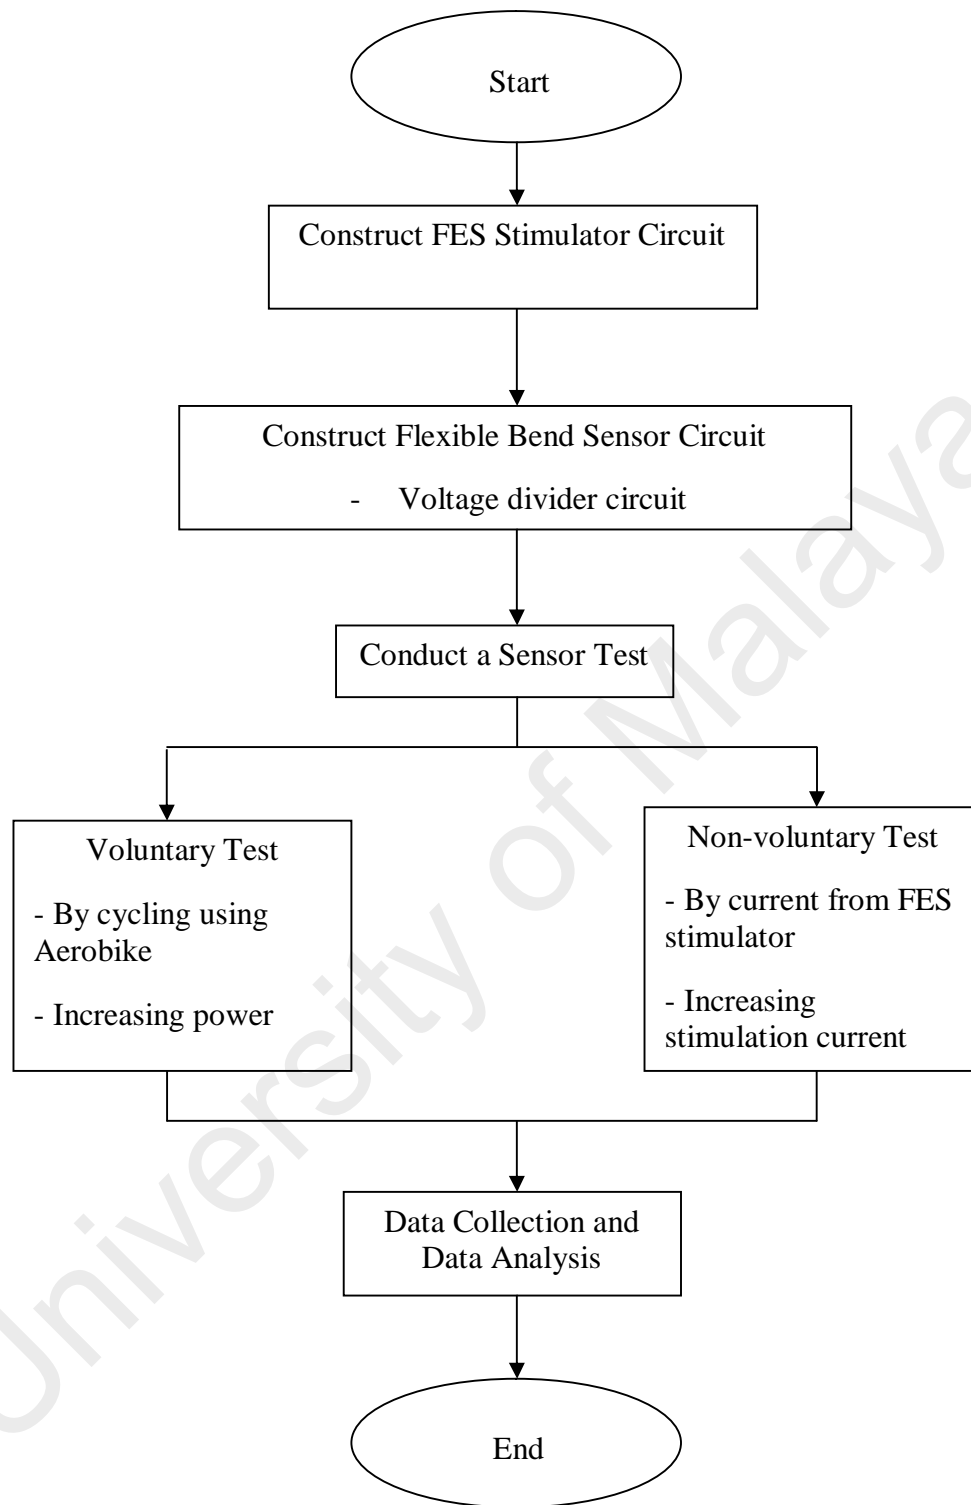 Start
Construct FES Stimulator Circuit
Construct Flexible Bend Sensor Circuit
- Voltage divider circuit
Conduct a Sensor Test
Voluntary Test
- By cycling using
Aerobike
- Increasing power
Non-voluntary Test
- By current from FES
stimulator
- Increasing
stimulation current
Data Collection and
Data Analysis
End
University of Malaya